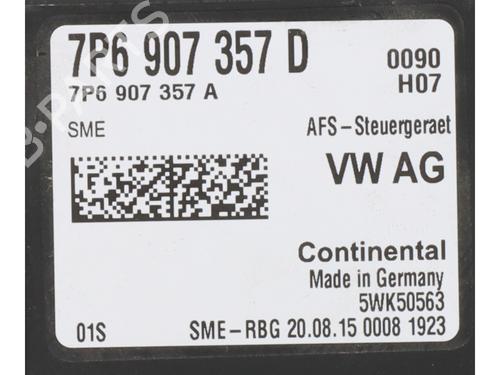 7P6 907 357 D 0090
7P6 907 357 A H07
SME AFS-Steuergeraet
VW AG
Continental
Made in Germany
5WK50563
01S SME-RBG 20.08.15 0008 1923
B-PARTS